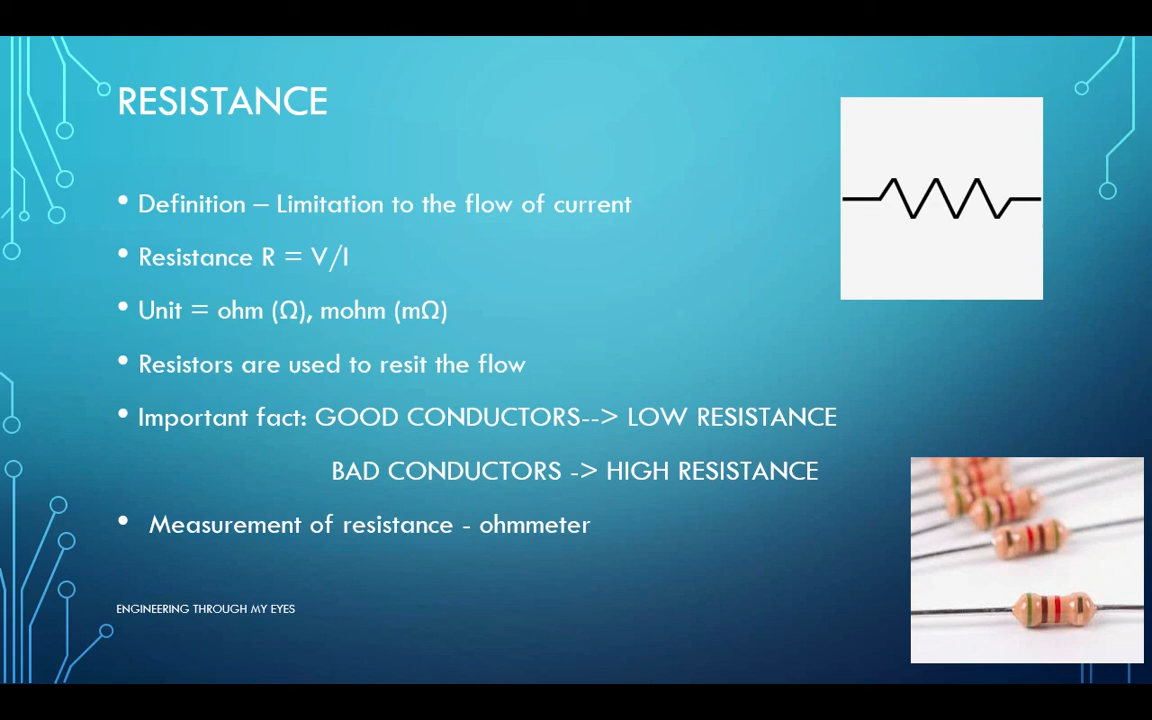 RESISTANCE
• Definition – Limitation to the flow of current
• Resistance R = V/I
• Unit = ohm (Ω), mohm (mΩ)
• Resistors are used to resit the flow
• Important fact: GOOD CONDUCTORS--> LOW RESISTANCE
BAD CONDUCTORS -> HIGH RESISTANCE
• Measurement of resistance - ohmmeter
ENGINEERING THROUGH MY EYES